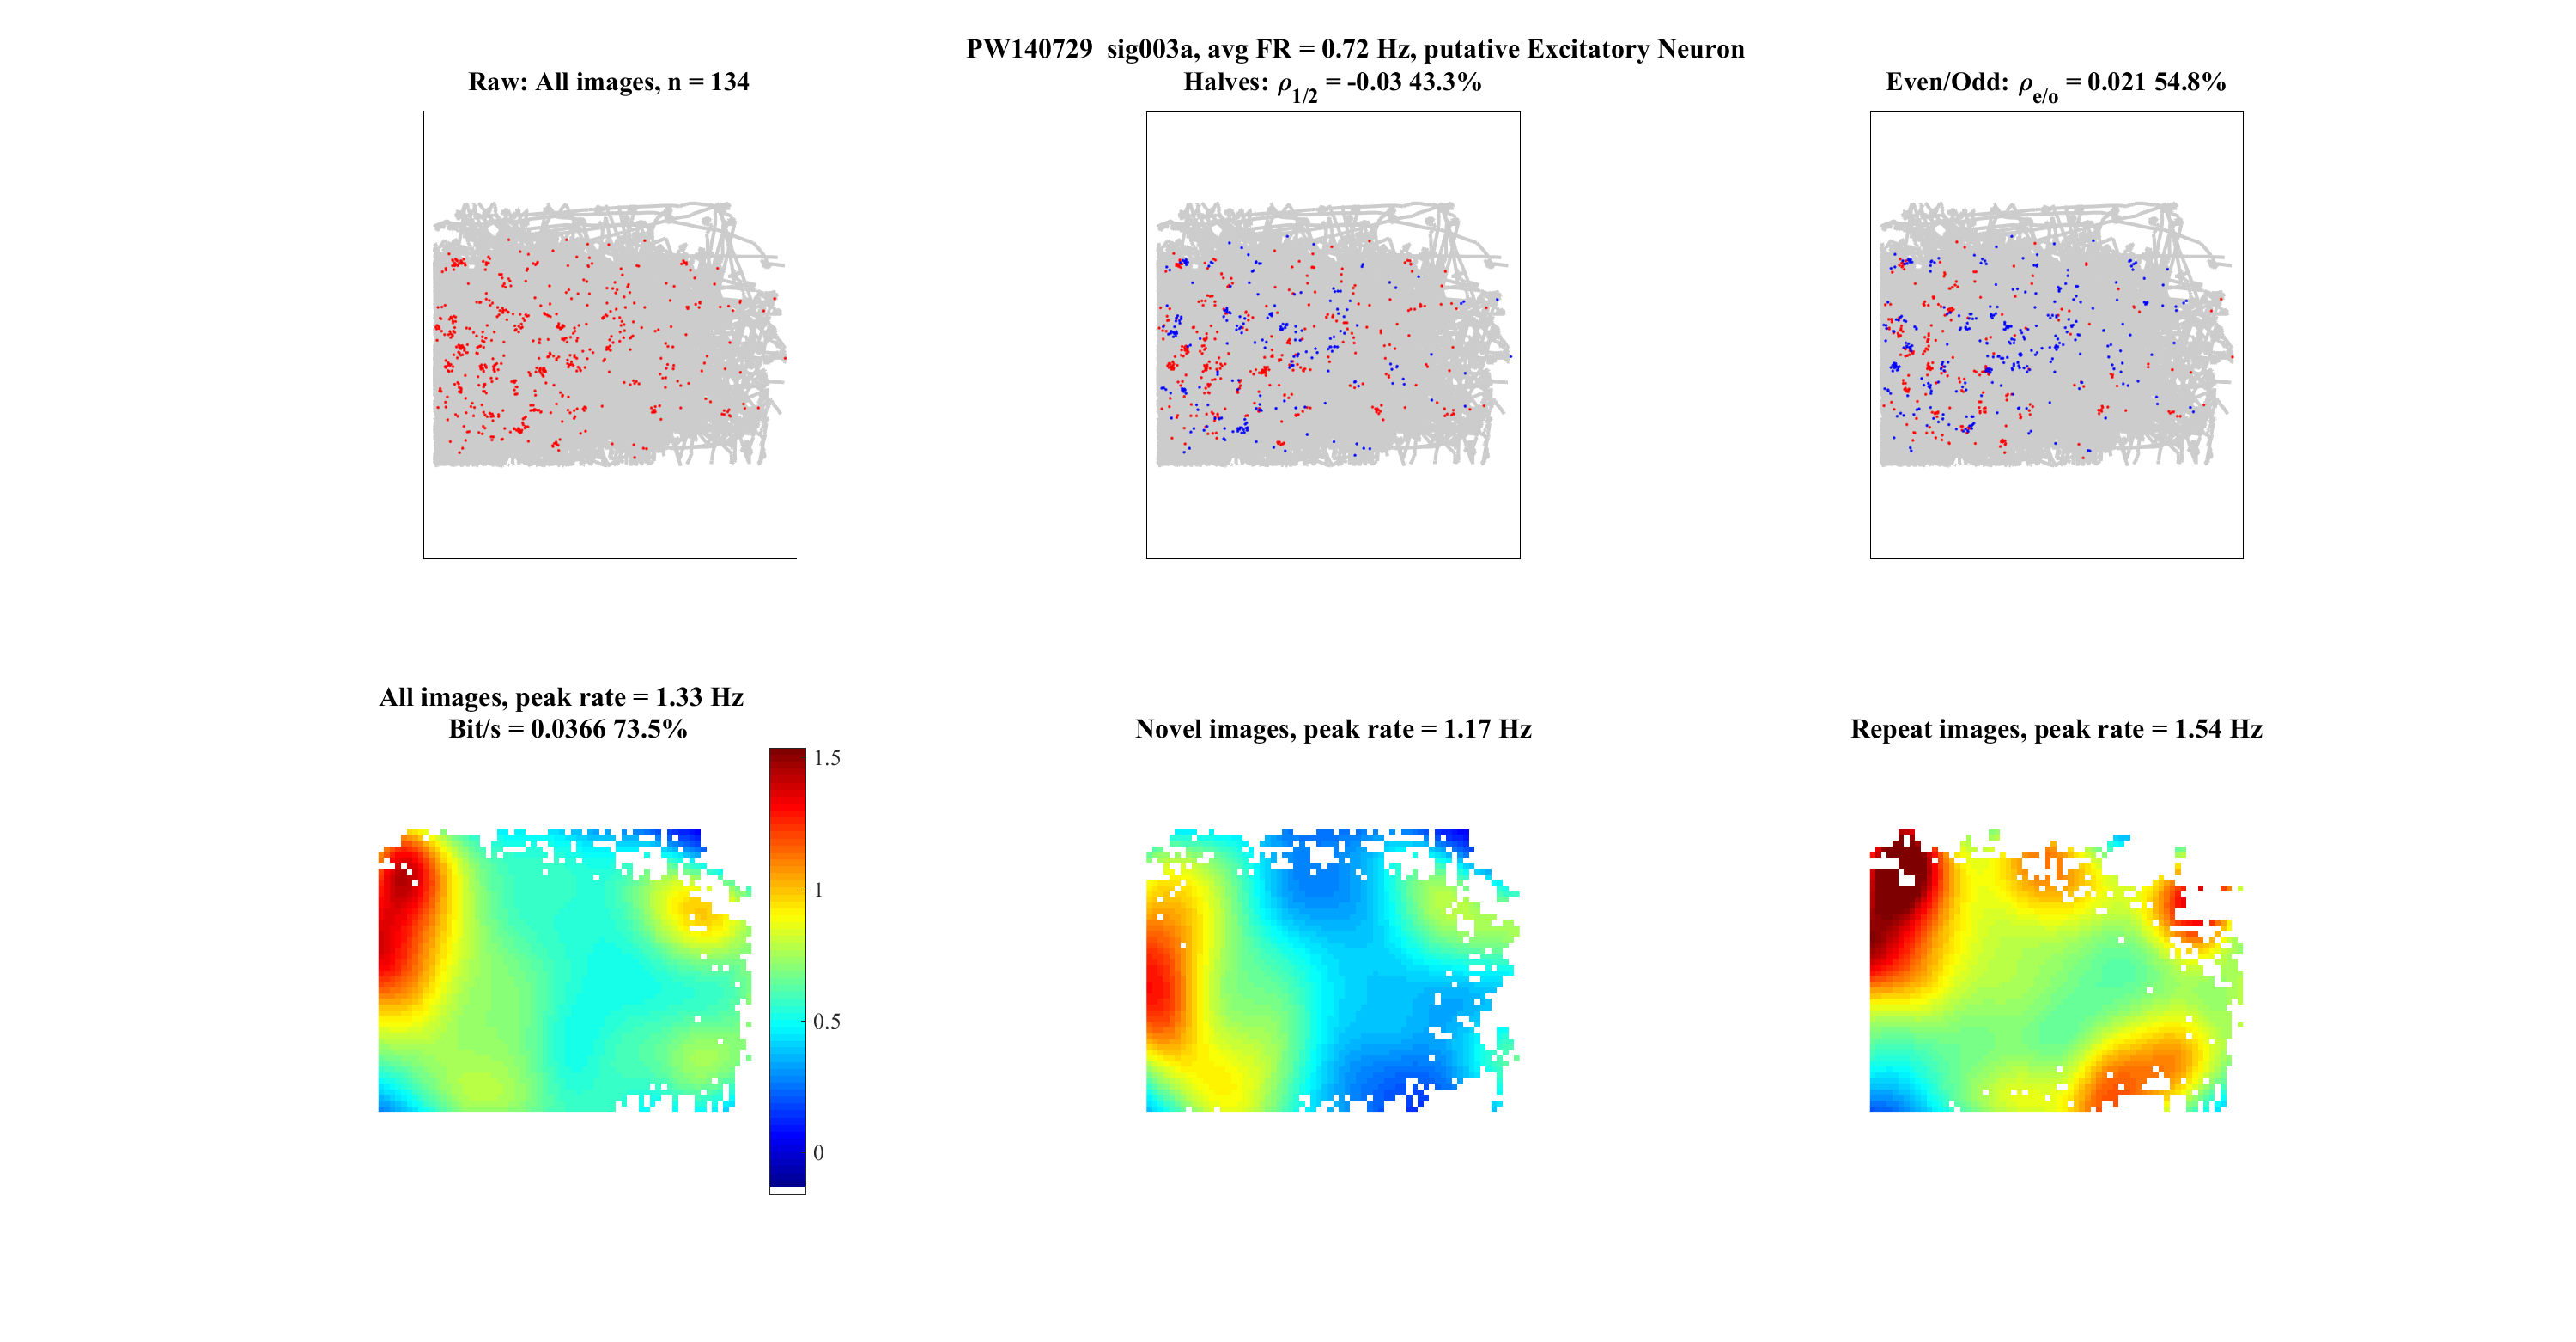 PW140729  sig003a, avg FR = 0.72 Hz, putative Excitatory Neuron
Raw: All images, n = 134
Halves: ρ1/2 = -0.03 43.3%
Even/Odd: ρe/o = 0.021 54.8%
All images, peak rate = 1.33 Hz
Bit/s = 0.0366 73.5%
Novel images, peak rate = 1.17 Hz
Repeat images, peak rate = 1.54 Hz
1.5
1
0.5
0